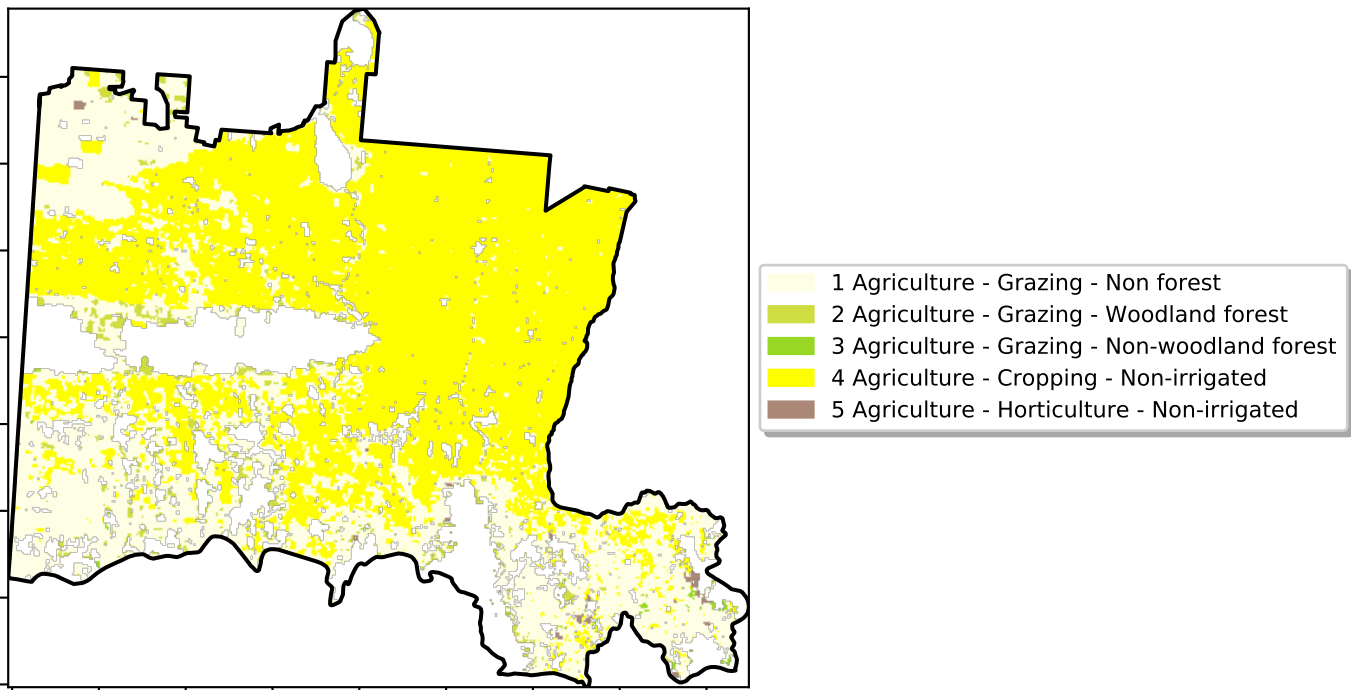 1 Agriculture - Grazing - Non forest
2 Agriculture - Grazing - Woodland forest
3 Agriculture - Grazing - Non-woodland forest
4 Agriculture - Cropping - Non-irrigated
5 Agriculture - Horticulture - Non-irrigated